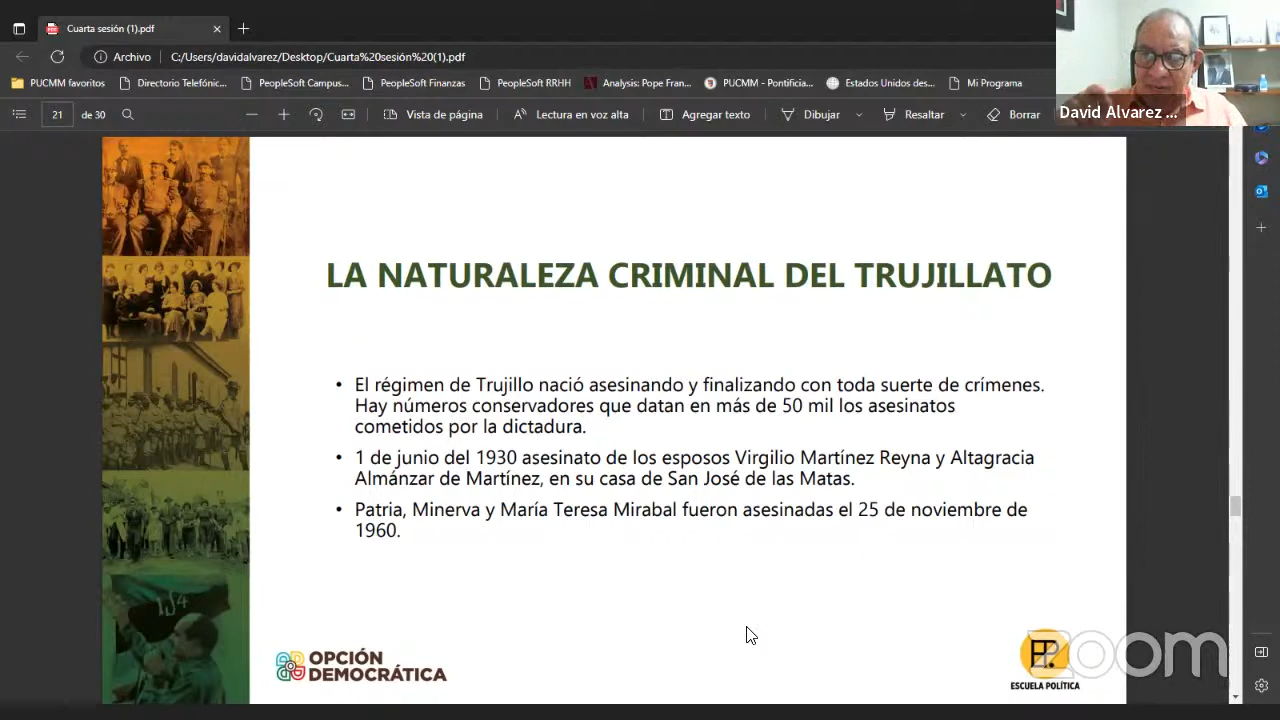 Cuarta sesión (1).pdf
Archivo C:/Users/davidalvarez/Desktop/Cuarta%20sesión%20(1).pdf
PUCMM favoritos Directorio Telefónic... PeopleSoft Campus... PeopleSoft Finanzas PeopleSoft RRHH Analysis: Pope Fran... PUCMM - Pontificia... Estados Unidos des... Mi Programa
21 de 30 Vista de página Lectura en voz alta Agregar texto Dibujar Resaltar Borrar
David Alvarez ...
LA NATURALEZA CRIMINAL DEL TRUJILLATO
• El régimen de Trujillo nació asesinando y finalizando con toda suerte de crímenes.
Hay números conservadores que datan en más de 50 mil los asesinatos
cometidos por la dictadura.
• 1 de junio del 1930 asesinato de los esposos Virgilio Martínez Reyna y Altagracia
Almánzar de Martínez, en su casa de San José de las Matas.
• Patria, Minerva y María Teresa Mirabal fueron asesinadas el 25 de noviembre de
1960.
1J4
OPCIÓN
DEMOCRÁTICA
EP.
ESCUELA POLÍTICA
zoom